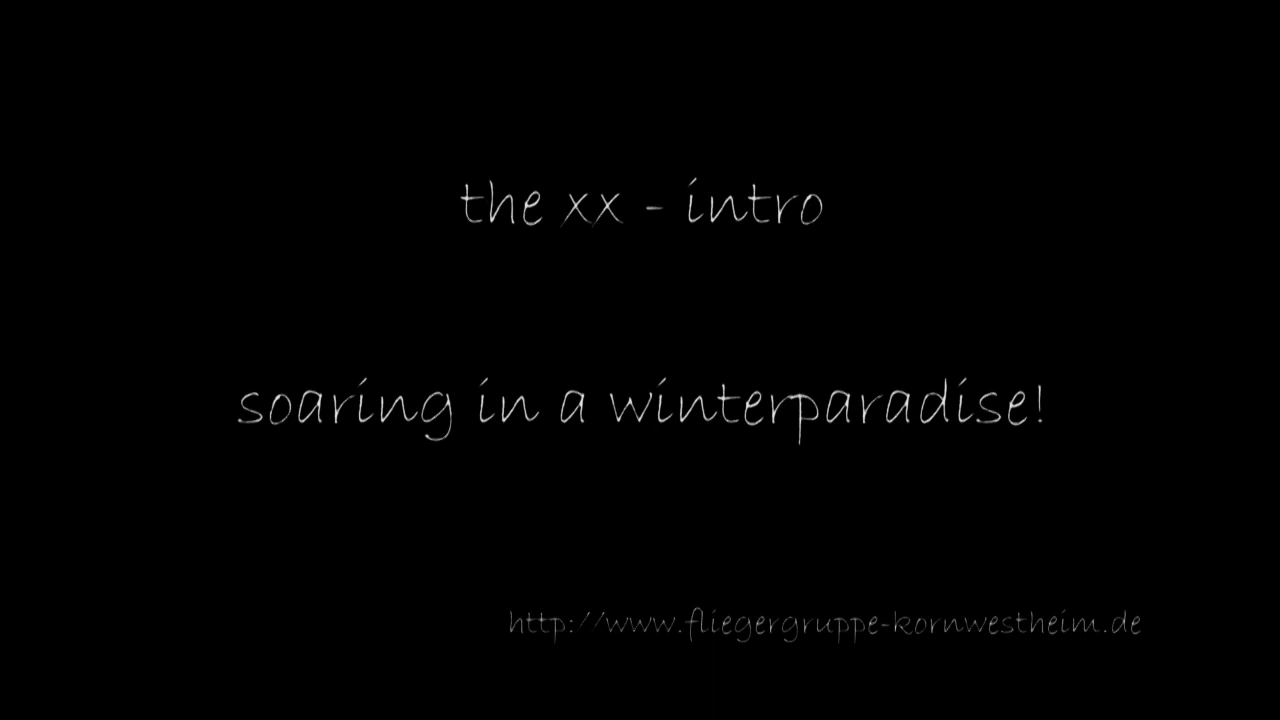 the xx - intro
soaring in a winterparadise!
http://www.fliegergruppe-kornwestheim.de